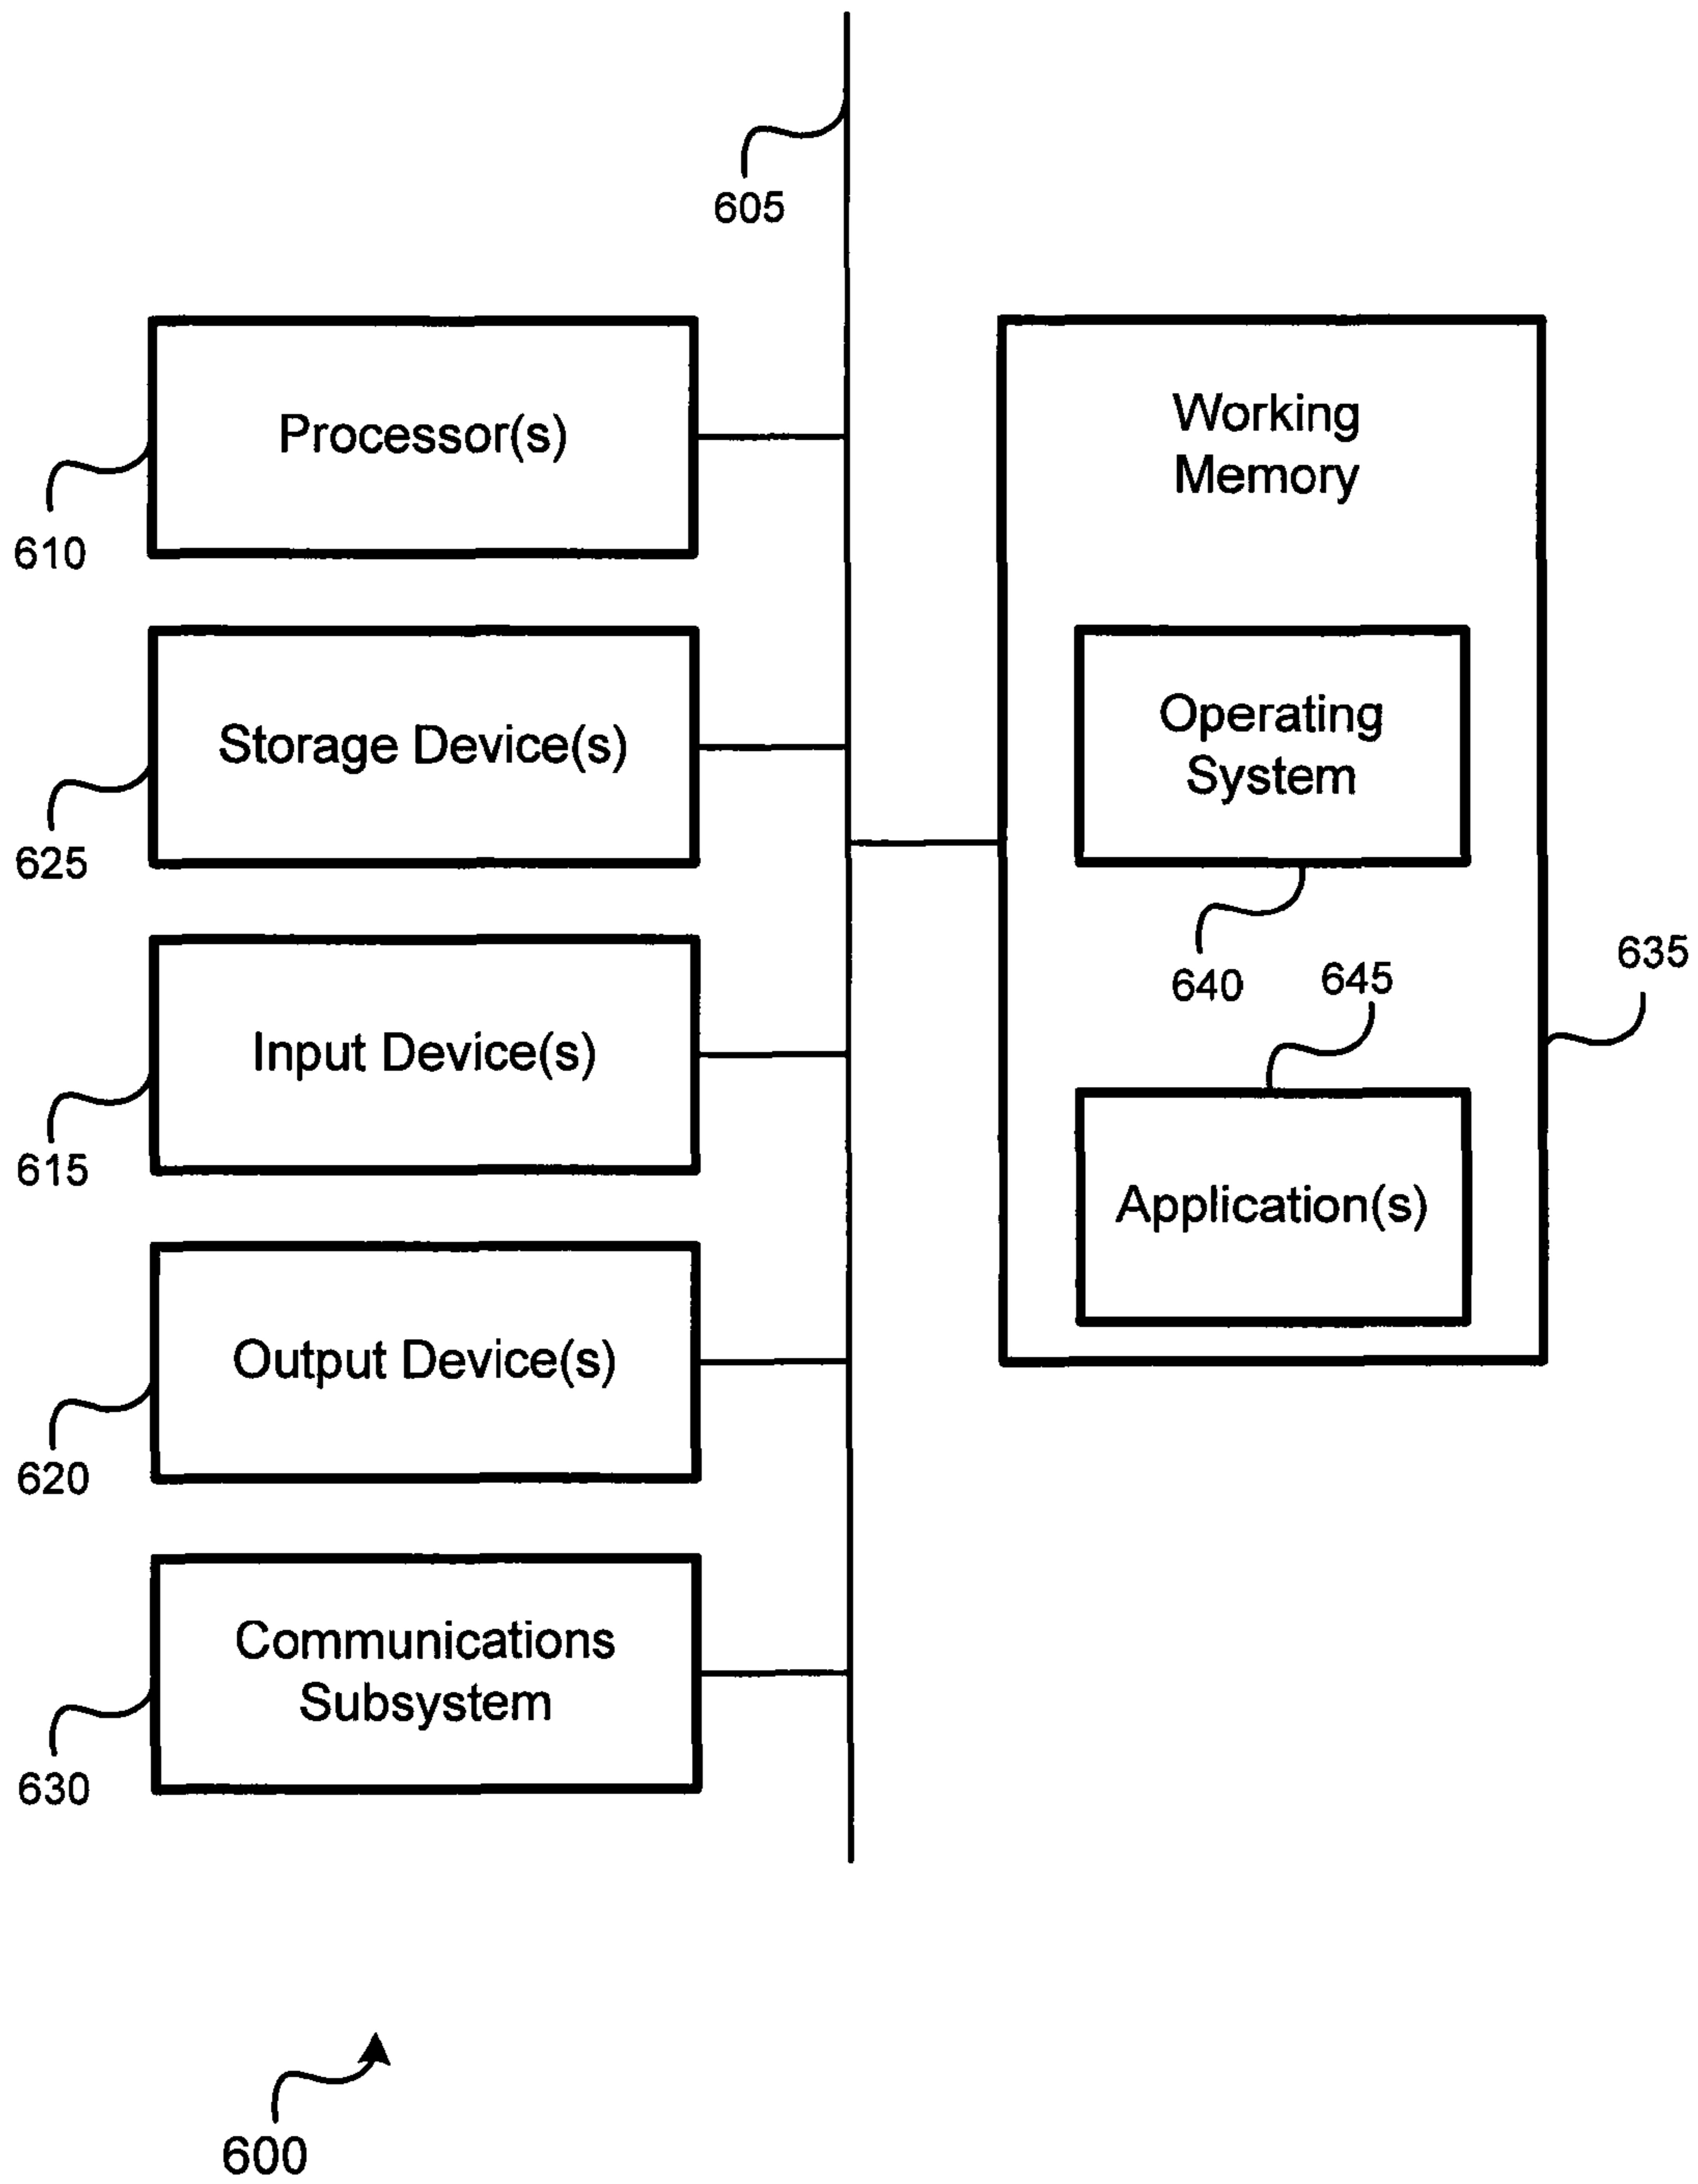 605
Processor(s)
610
Storage Device(s)
625
Input Device(s)
615
Output Device(s)
620
Communications
Subsystem
630
Working
Memory
Operating
System
640
645
635
Application(s)
600